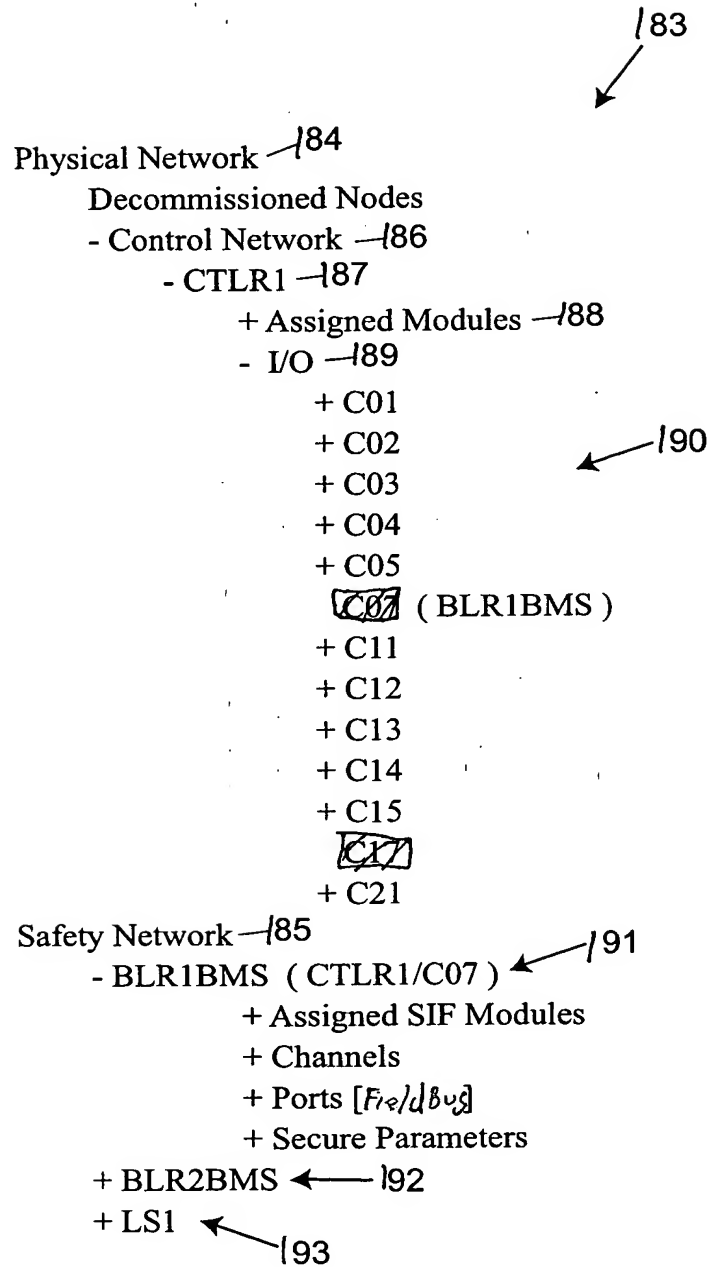 183
Physical Network 184
Decommissioned Nodes
- Control Network 186
- CTLR1 187
+ Assigned Modules 188
- I/O 189
+ C01
+ C02 190
+ C03
+ C04
+ C05
C07 ( BLR1BMS )
+ C11
+ C12
+ C13
+ C14
+ C15
C17
+ C21
Safety Network 185
- BLR1BMS ( CTLR1/C07 ) 191
+ Assigned SIF Modules
+ Channels
+ Ports [FieldBus]
+ Secure Parameters
+ BLR2BMS 192
+ LS1
193